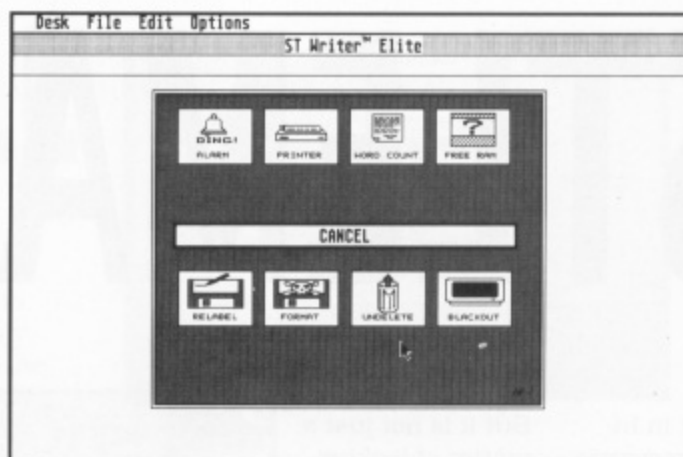 Desk File Edit Options
ST Writer™ Elite
DING!
ALARM PRINTER WORD COUNT FREE RAM
?
CANCEL
RELABEL FORMAT UNDELETE BLACKOUT